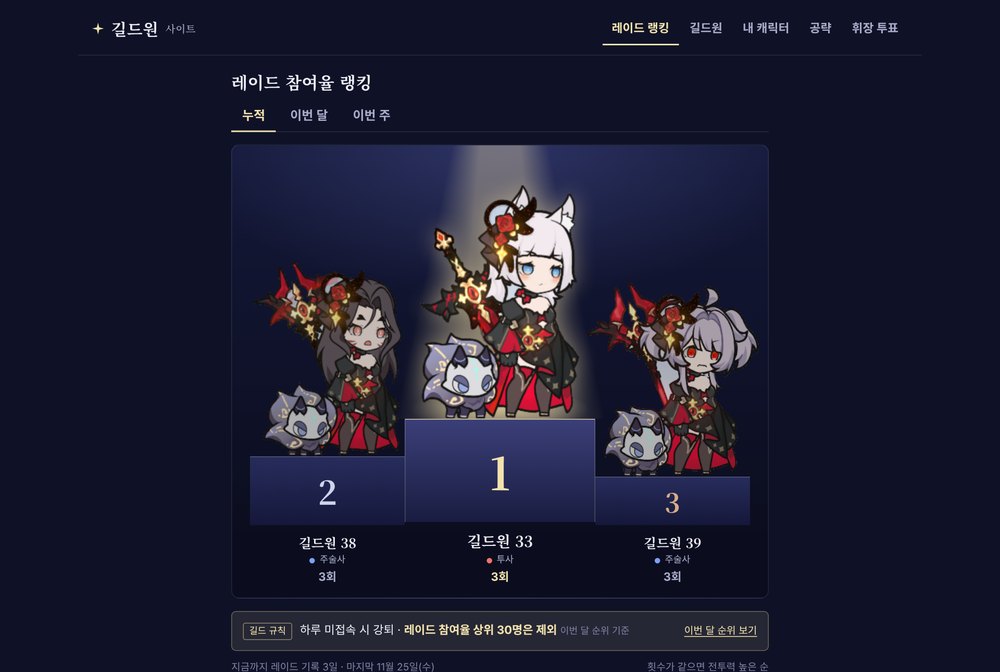 길드원 사이트
레이드 랭킹 길드원 내 캐릭터 공략 휘장 투표
레이드 참여율 랭킹
누적 이번 달 이번 주
2
1
3
길드원 38
주술사
3회
길드원 33
투사
3회
길드원 39
주술사
3회
길드 규칙 하루 미접속 시 강퇴 · 레이드 참여율 상위 30명은 제외 이번 달 순위 기준 이번 달 순위 보기
지금까지 레이드 기록 3일 · 마지막 11월 25일(수) 횟수가 같으면 전투력 높은 순